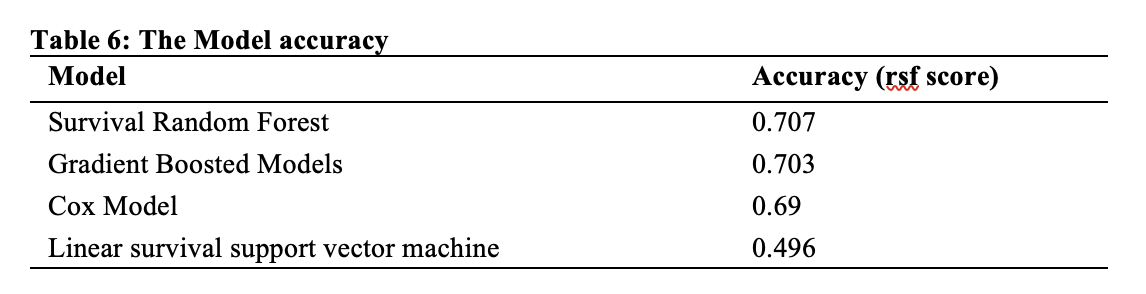 Table 6: The Model accuracy
Model Accuracy (rsf score)
Survival Random Forest 0.707
Gradient Boosted Models 0.703
Cox Model 0.69
Linear survival support vector machine 0.496